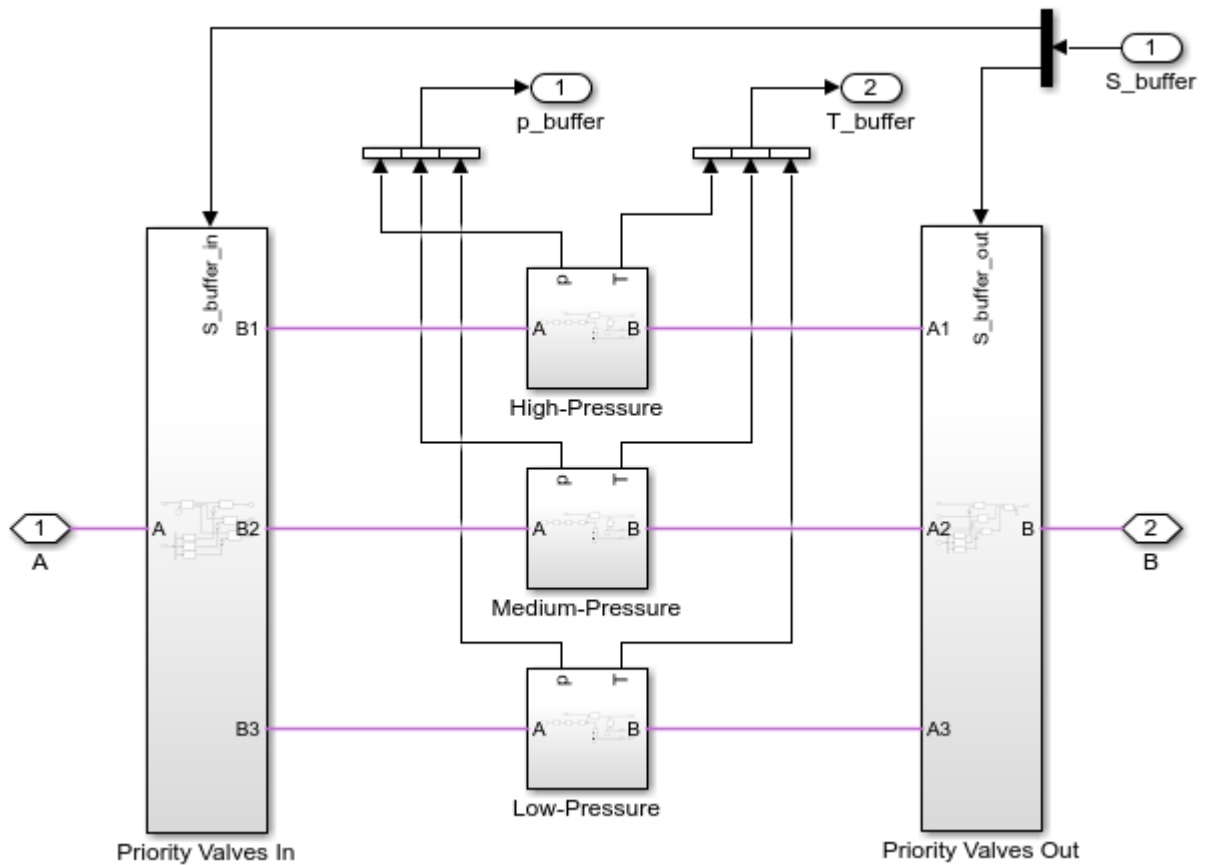 1
S_buffer
1
p_buffer
2
T_buffer
S_buffer_in
S_buffer_out
p
T
B1
A
B
A1
High-Pressure
p
T
1
A
A
B2
A
B
A2
B
2
B
Medium-Pressure
p
T
B3
A
B
A3
Low-Pressure
Priority Valves In
Priority Valves Out